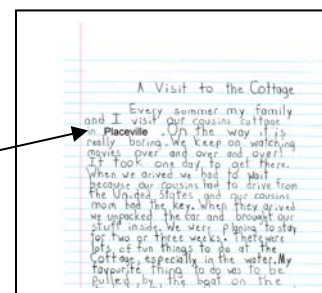 A Visit to the Cottage
Every summer my family
and I visit our cousins cottage
in Placeville . On the way it is
really boring. We keep on watching
movies over and over and over!
It took one day to get there.
When we arived we had to wait
because our cousins had to drive from
the United States and our cousins
mom had the key. When they arived
we unpacked the car and brought our
stuff inside. We were planing to stay
for two or three weeks. There were
lots of fun things to do at the
Cottage, especially in the water. My
favourite thing to do was to be
pulled, by the boat on the